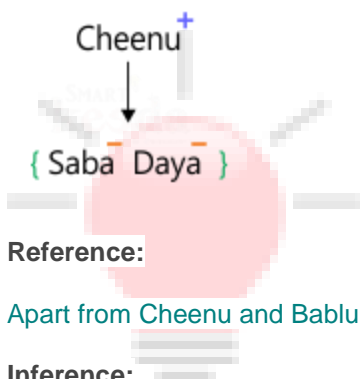 Cheenu+
{ Saba− Daya− }
Reference:
Apart from Cheenu and Bablu
Inference: